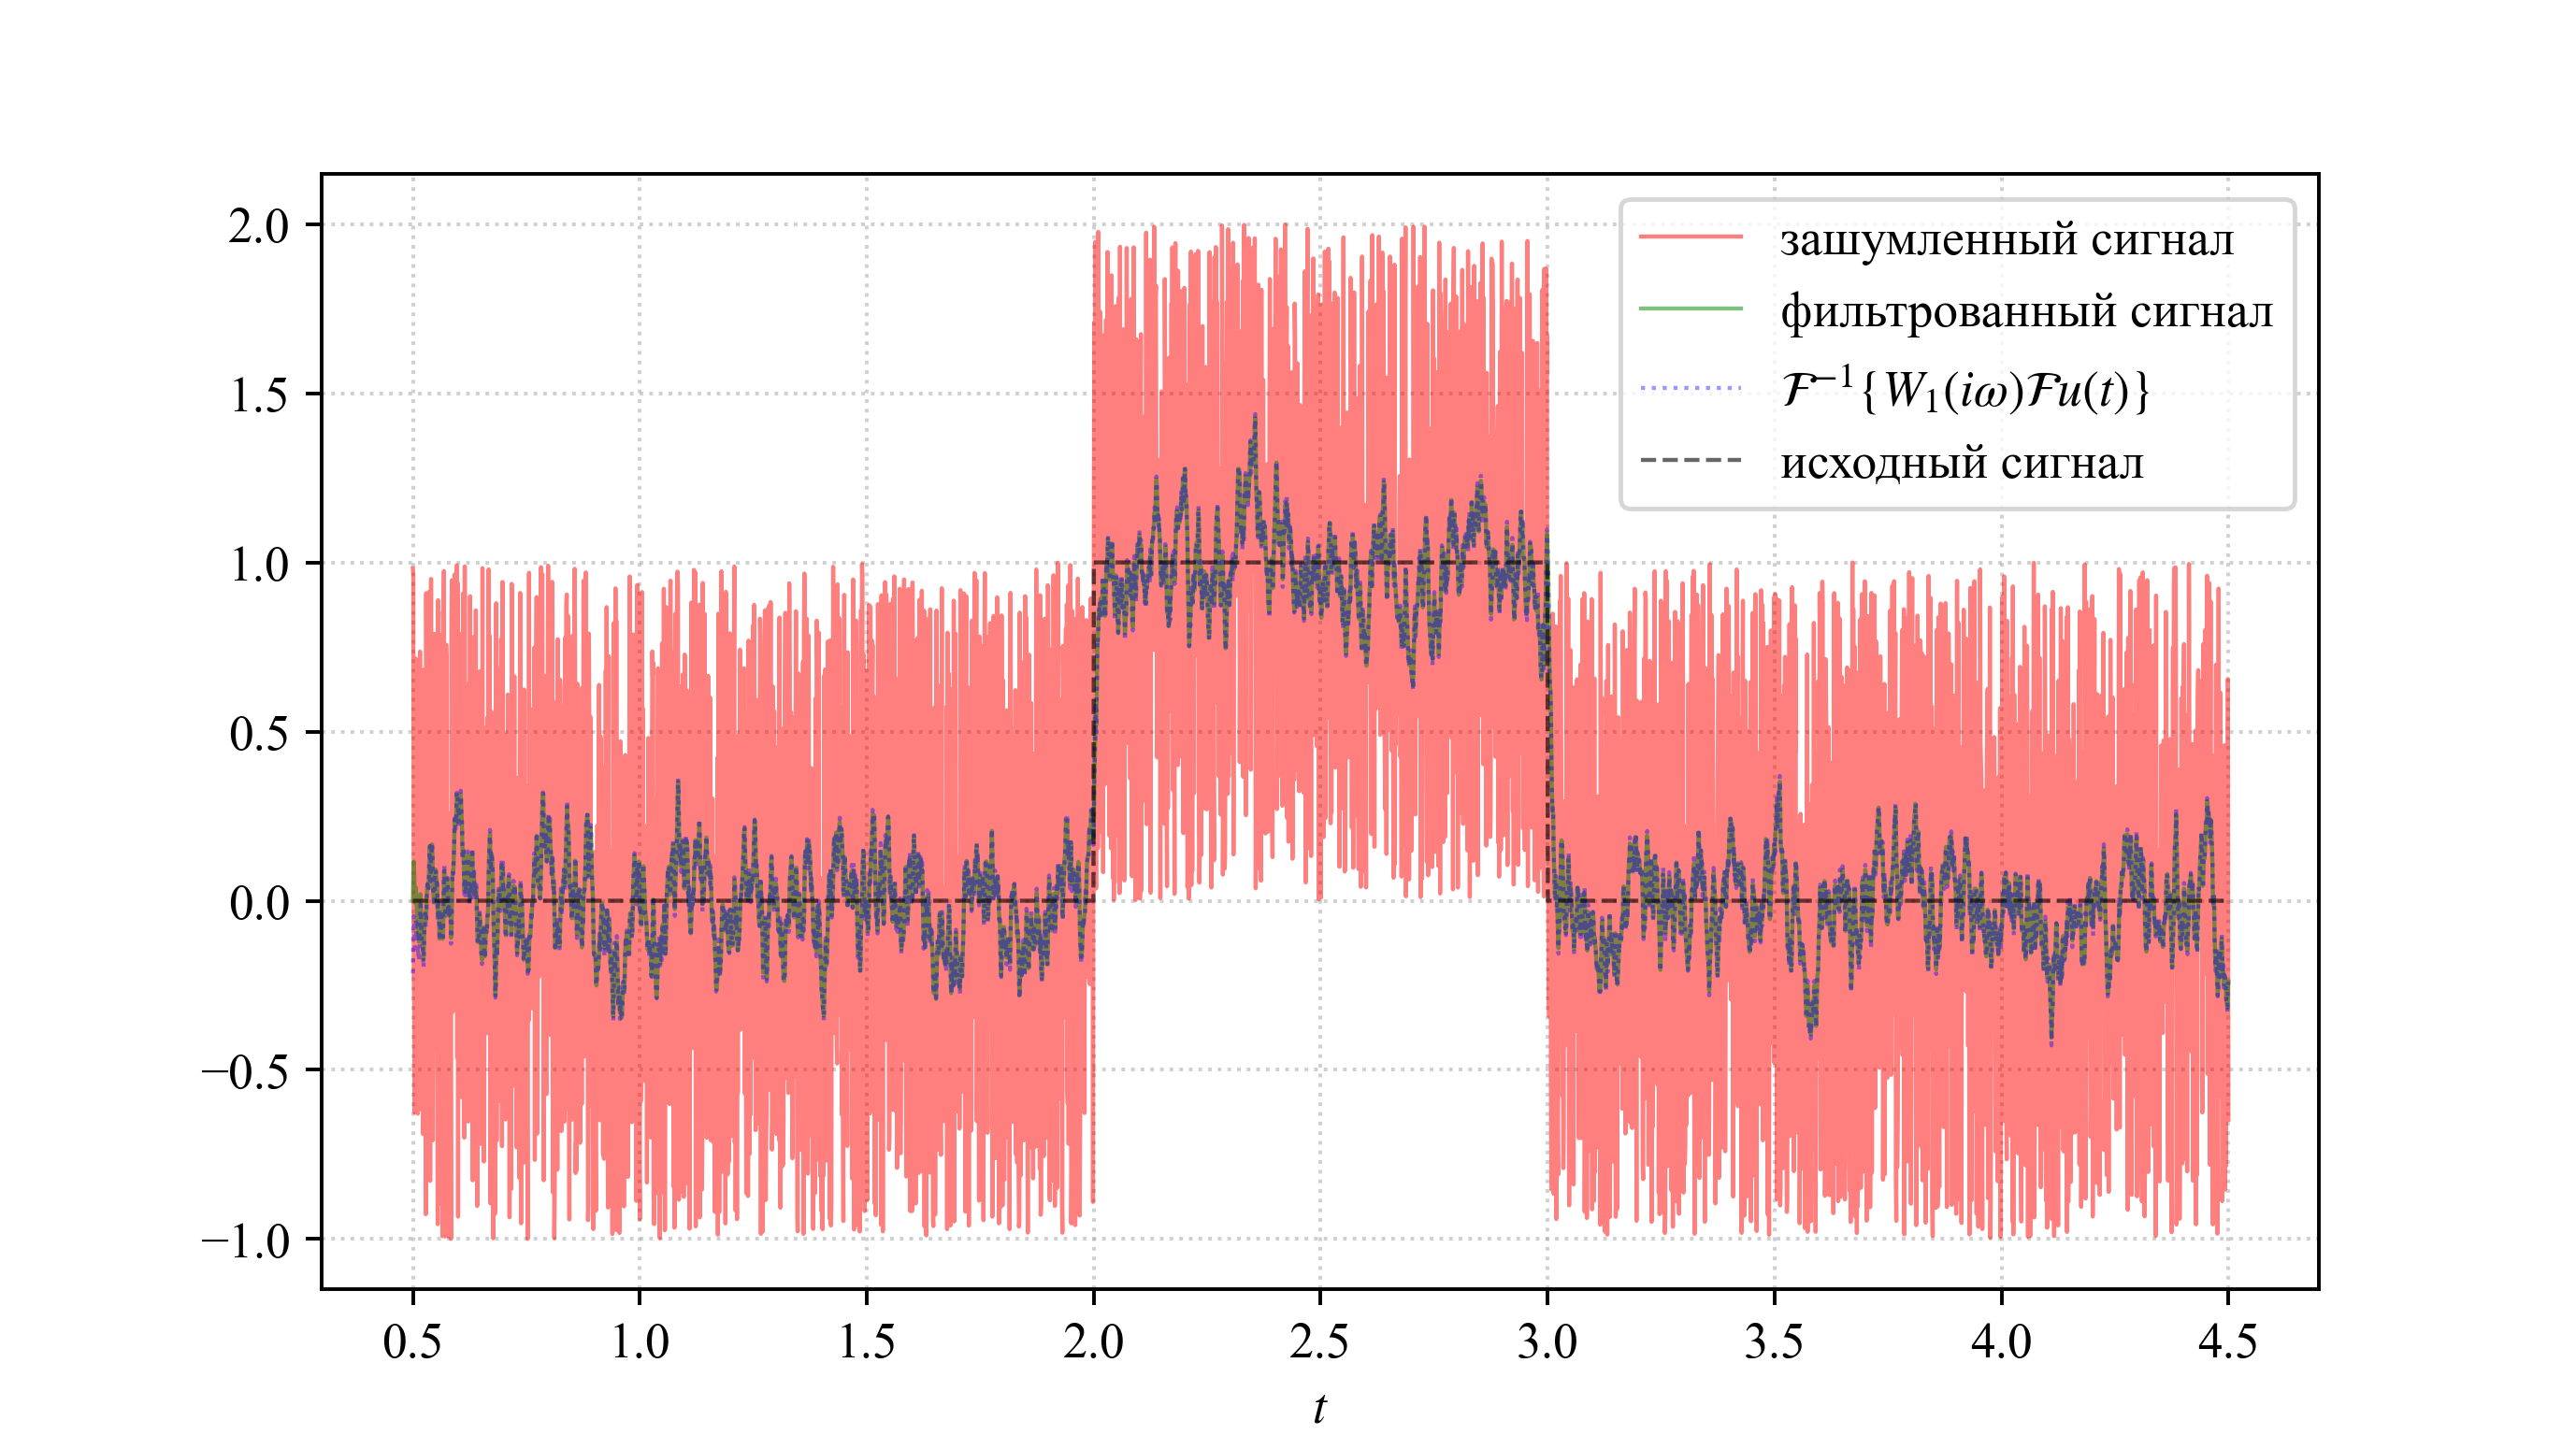 2.0
1.5
1.0
0.5
0.0
−0.5
−1.0
зашумленный сигнал
фильтрованный сигнал
ℱ⁻¹{W₁(iω)ℱu(t)}
исходный сигнал
0.5 1.0 1.5 2.0 2.5 3.0 3.5 4.0 4.5
t